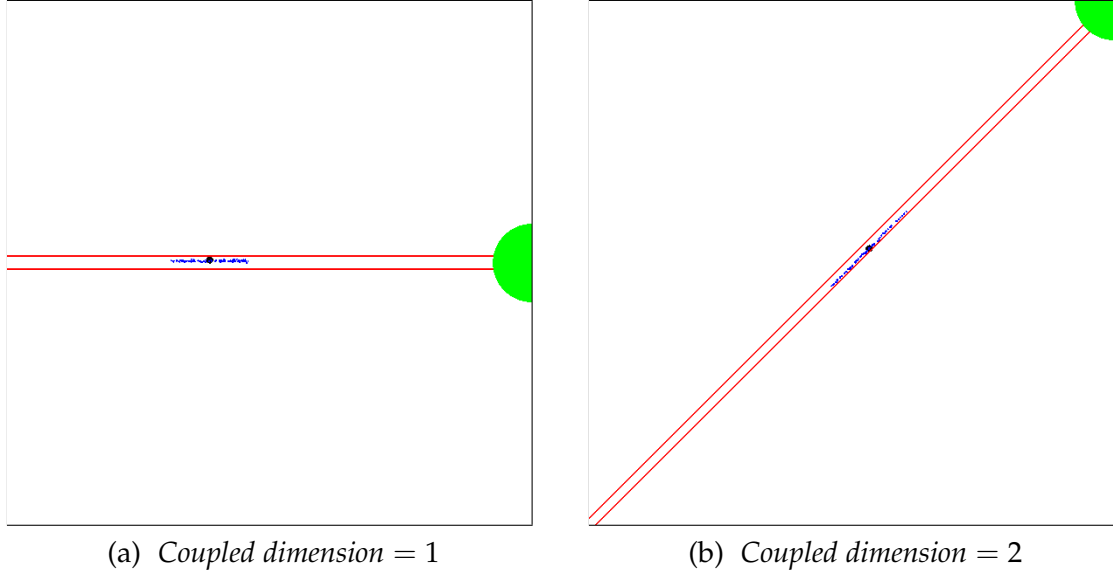 (a) Coupled dimension = 1
(b) Coupled dimension = 2